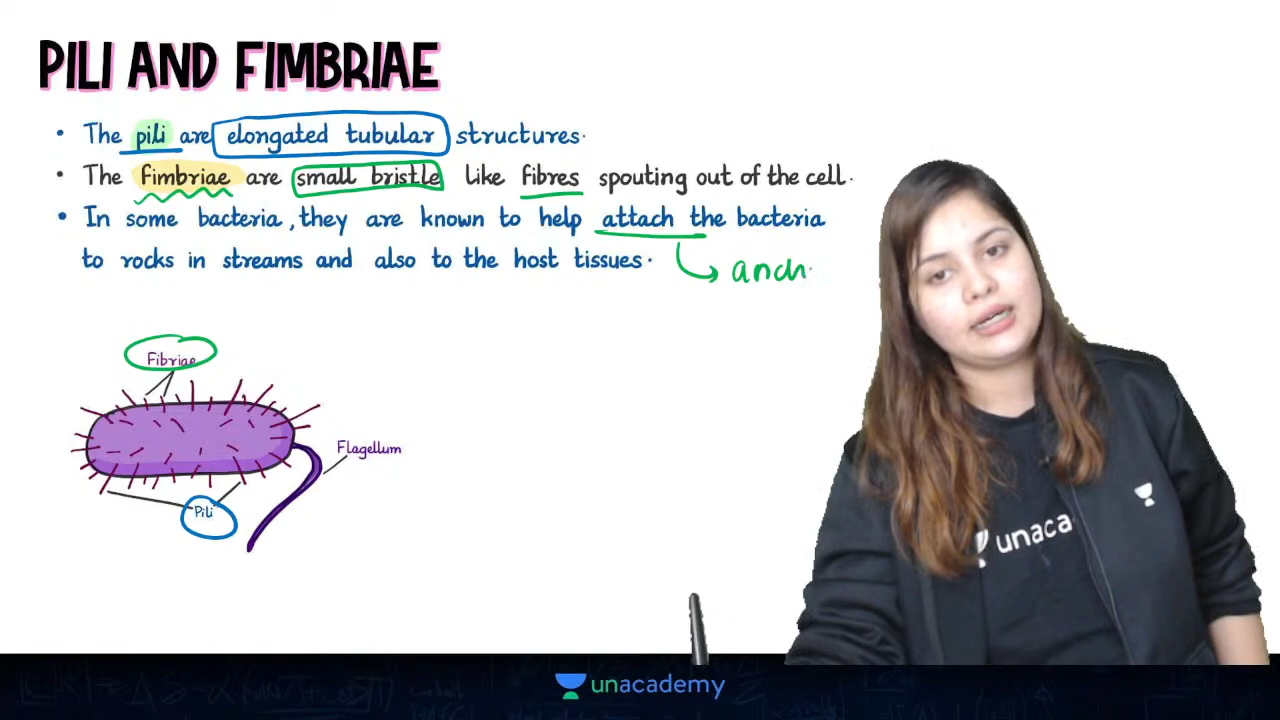 PILI AND FIMBRIAE
• The pili are elongated tubular structures.
• The fimbriae are small bristle like fibres spouting out of the cell.
• In some bacteria, they are known to help attach the bacteria
to rocks in streams and also to the host tissues.
anch
Fibriae
Flagellum
Pili
unaca
unacademy